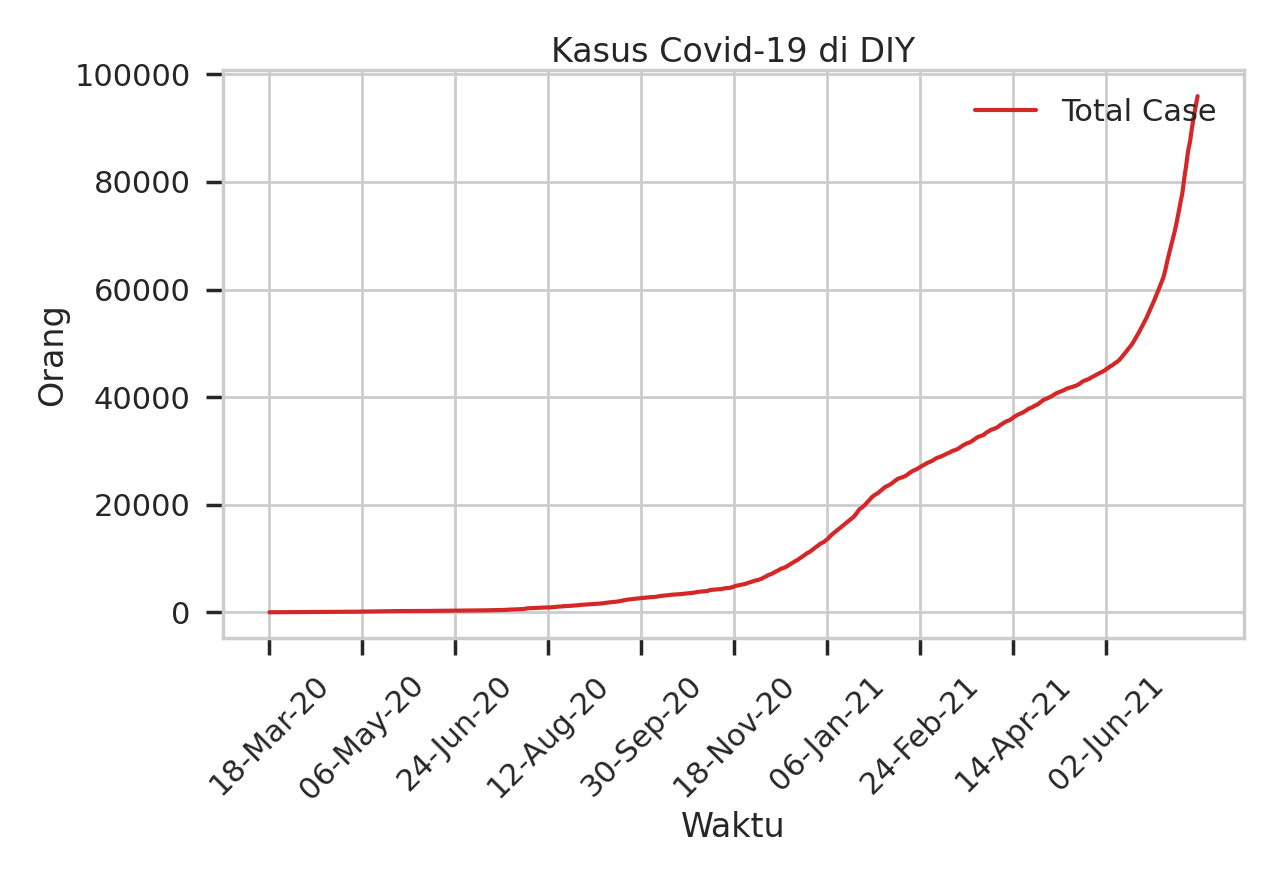 Kasus Covid-19 di DIY
Total Case
100000
80000
60000
40000
20000
0
Orang
18-Mar-20
06-May-20
24-Jun-20
12-Aug-20
30-Sep-20
18-Nov-20
06-Jan-21
24-Feb-21
14-Apr-21
02-Jun-21
Waktu